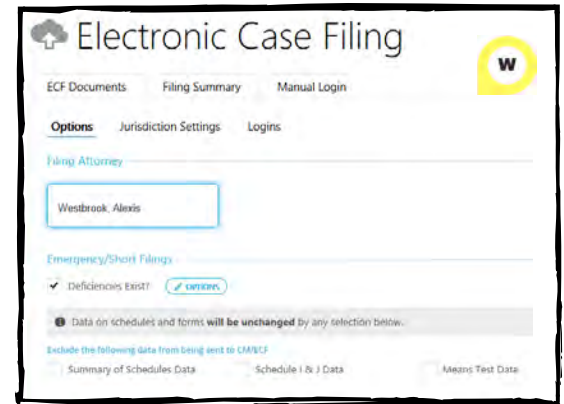 Electronic Case Filing
W
ECF Documents Filing Summary Manual Login
Options Jurisdiction Settings Logins
Filing Attorney
Westbrook, Alexis
Emergency/Short Filings
Deficiencies Exist? OPTIONS
Data on schedules and forms will be unchanged by any selection below.
Exclude the following data from being sent to CM/ECF
Summary of Schedules Data Schedule I & J Data Means Test Data